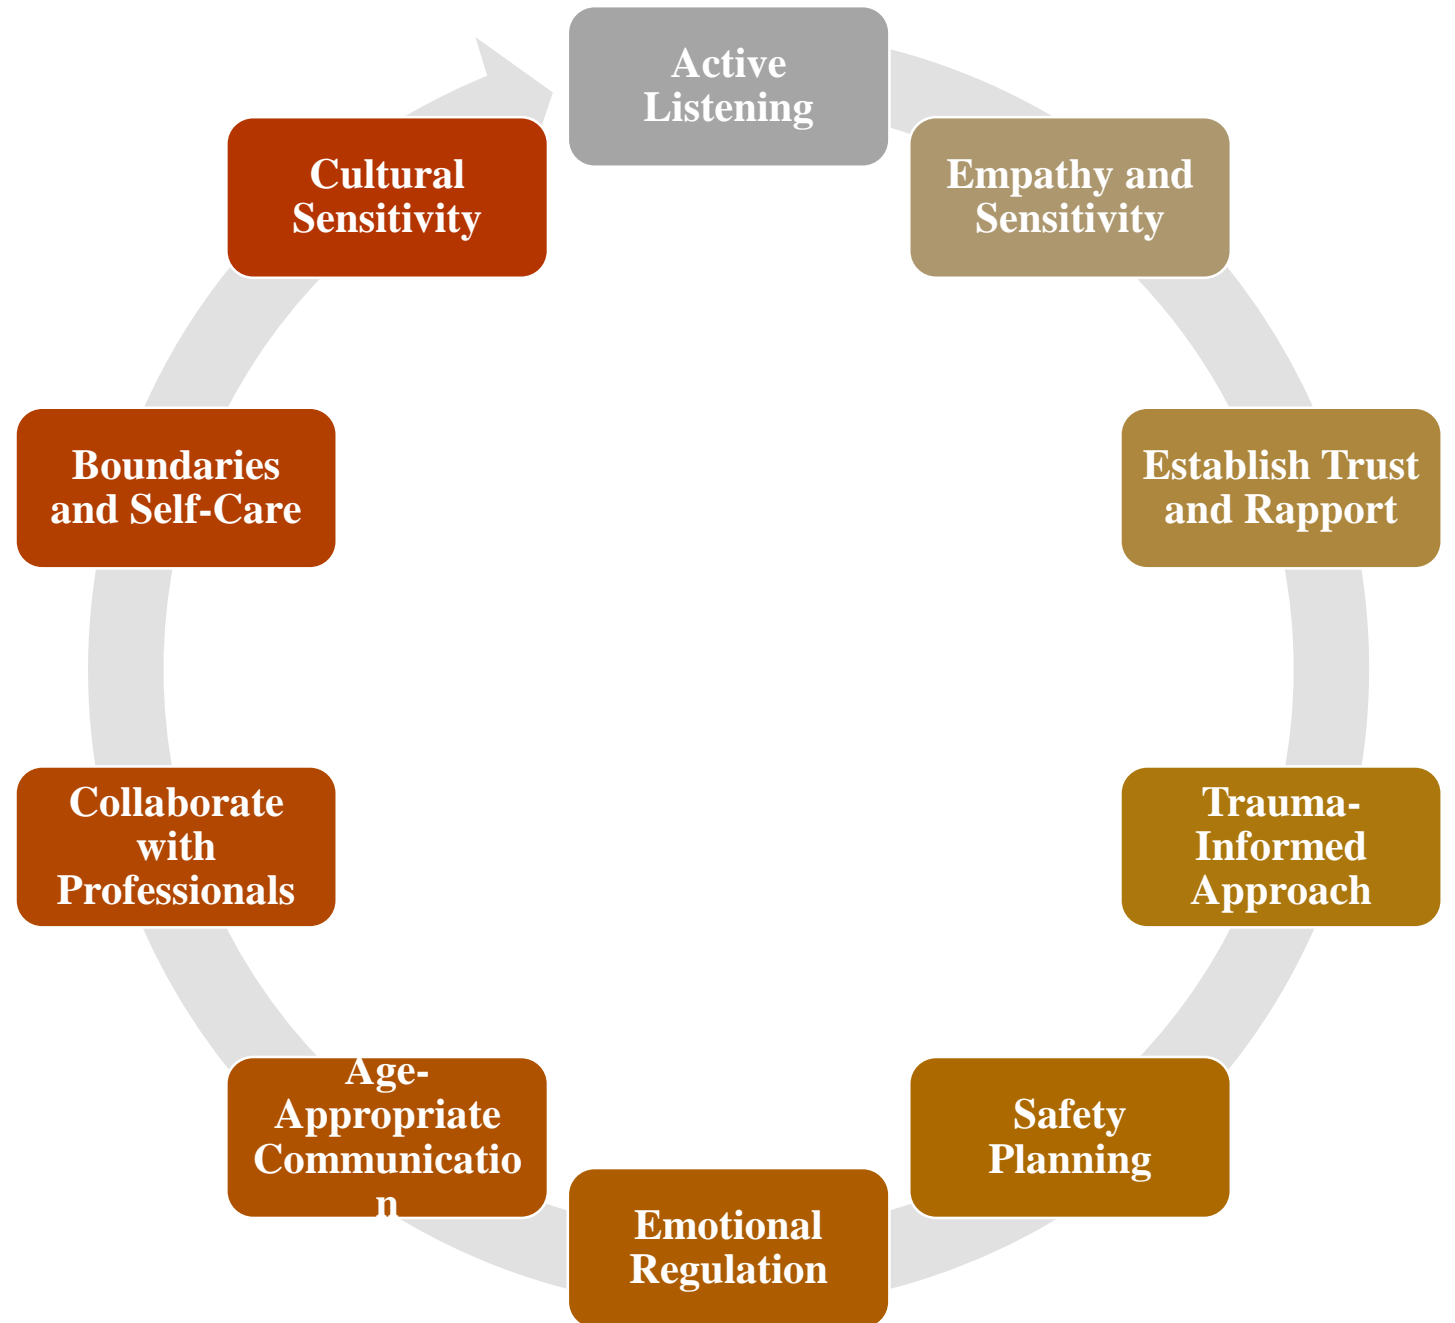 Active
Listening
Empathy and
Sensitivity
Establish Trust
and Rapport
Trauma-
Informed
Approach
Safety
Planning
Emotional
Regulation
Age-
Appropriate
Communicatio
n
Collaborate
with
Professionals
Boundaries
and Self-Care
Cultural
Sensitivity